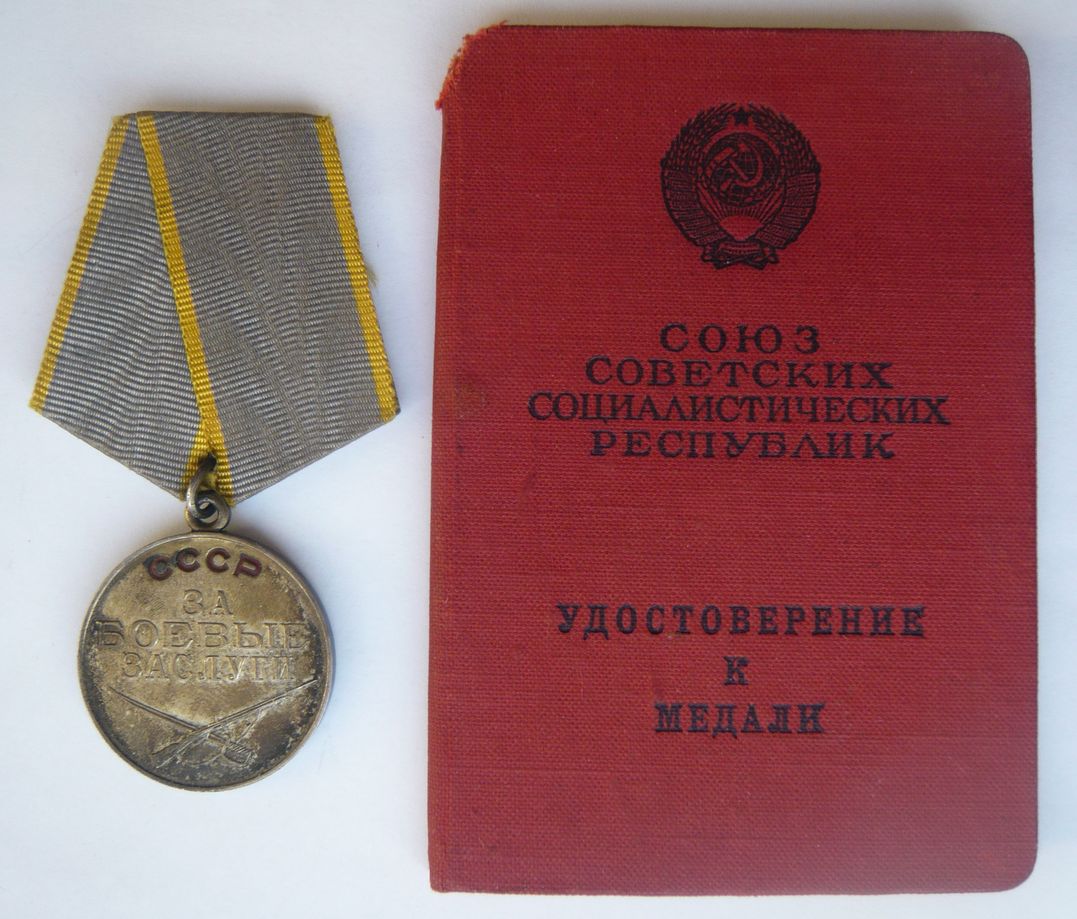 СССР
ЗА
БОЕВЫЕ
ЗАСЛУГИ
СОЮЗ
СОВЕТСКИХ
СОЦИАЛИСТИЧЕСКИХ
РЕСПУБЛИК
УДОСТОВЕРЕНИЕ
К
МЕДАЛИ